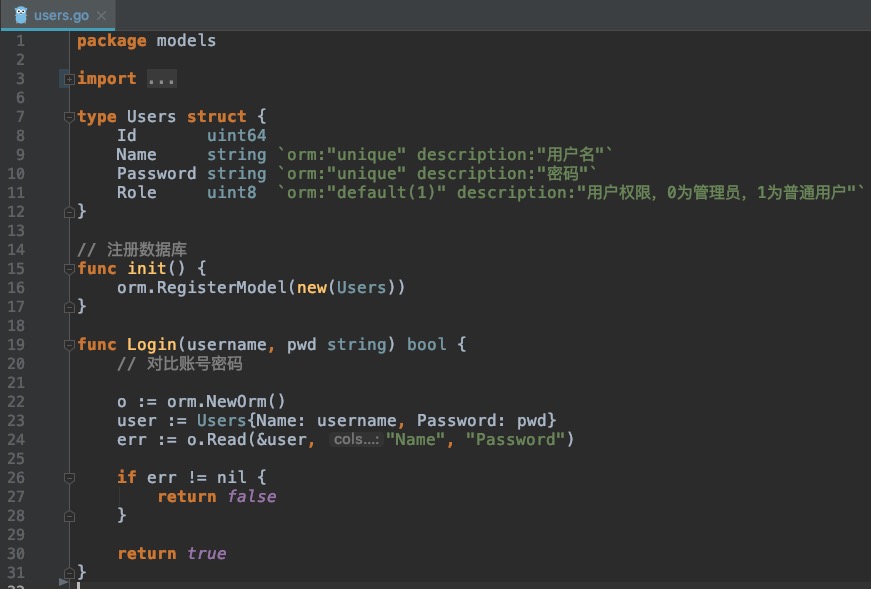 users.go
1 package models
2
3 import ...
6
7 type Users struct {
8 Id uint64
9 Name string `orm:"unique" description:"用户名"`
10 Password string `orm:"unique" description:"密码"`
11 Role uint8 `orm:"default(1)" description:"用户权限，0为管理员，1为普通用户"`
12 }
13
14 // 注册数据库
15 func init() {
16 orm.RegisterModel(new(Users))
17 }
18
19 func Login(username, pwd string) bool {
20 // 对比账号密码
21
22 o := orm.NewOrm()
23 user := Users{Name: username, Password: pwd}
24 err := o.Read(&user, cols...: "Name", "Password")
25
26 if err != nil {
27 return false
28 }
29
30 return true
31 }